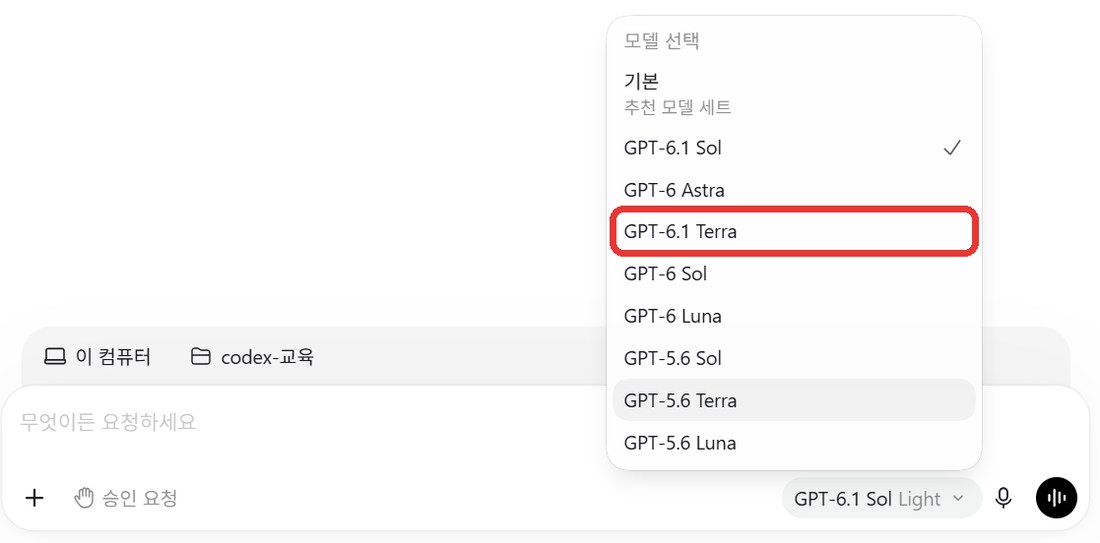 모델 선택
기본
추천 모델 세트
GPT-6.1 Sol
GPT-6 Astra
GPT-6.1 Terra
GPT-6 Sol
GPT-6 Luna
GPT-5.6 Sol
GPT-5.6 Terra
GPT-5.6 Luna
이 컴퓨터 codex-교육
무엇이든 요청하세요
승인 요청 GPT-6.1 Sol Light